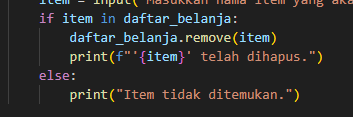 item = input("Masukkan nama item yang aka
if item in daftar_belanja:
daftar_belanja.remove(item)
print(f"'{item}' telah dihapus.")
else:
print("Item tidak ditemukan.")